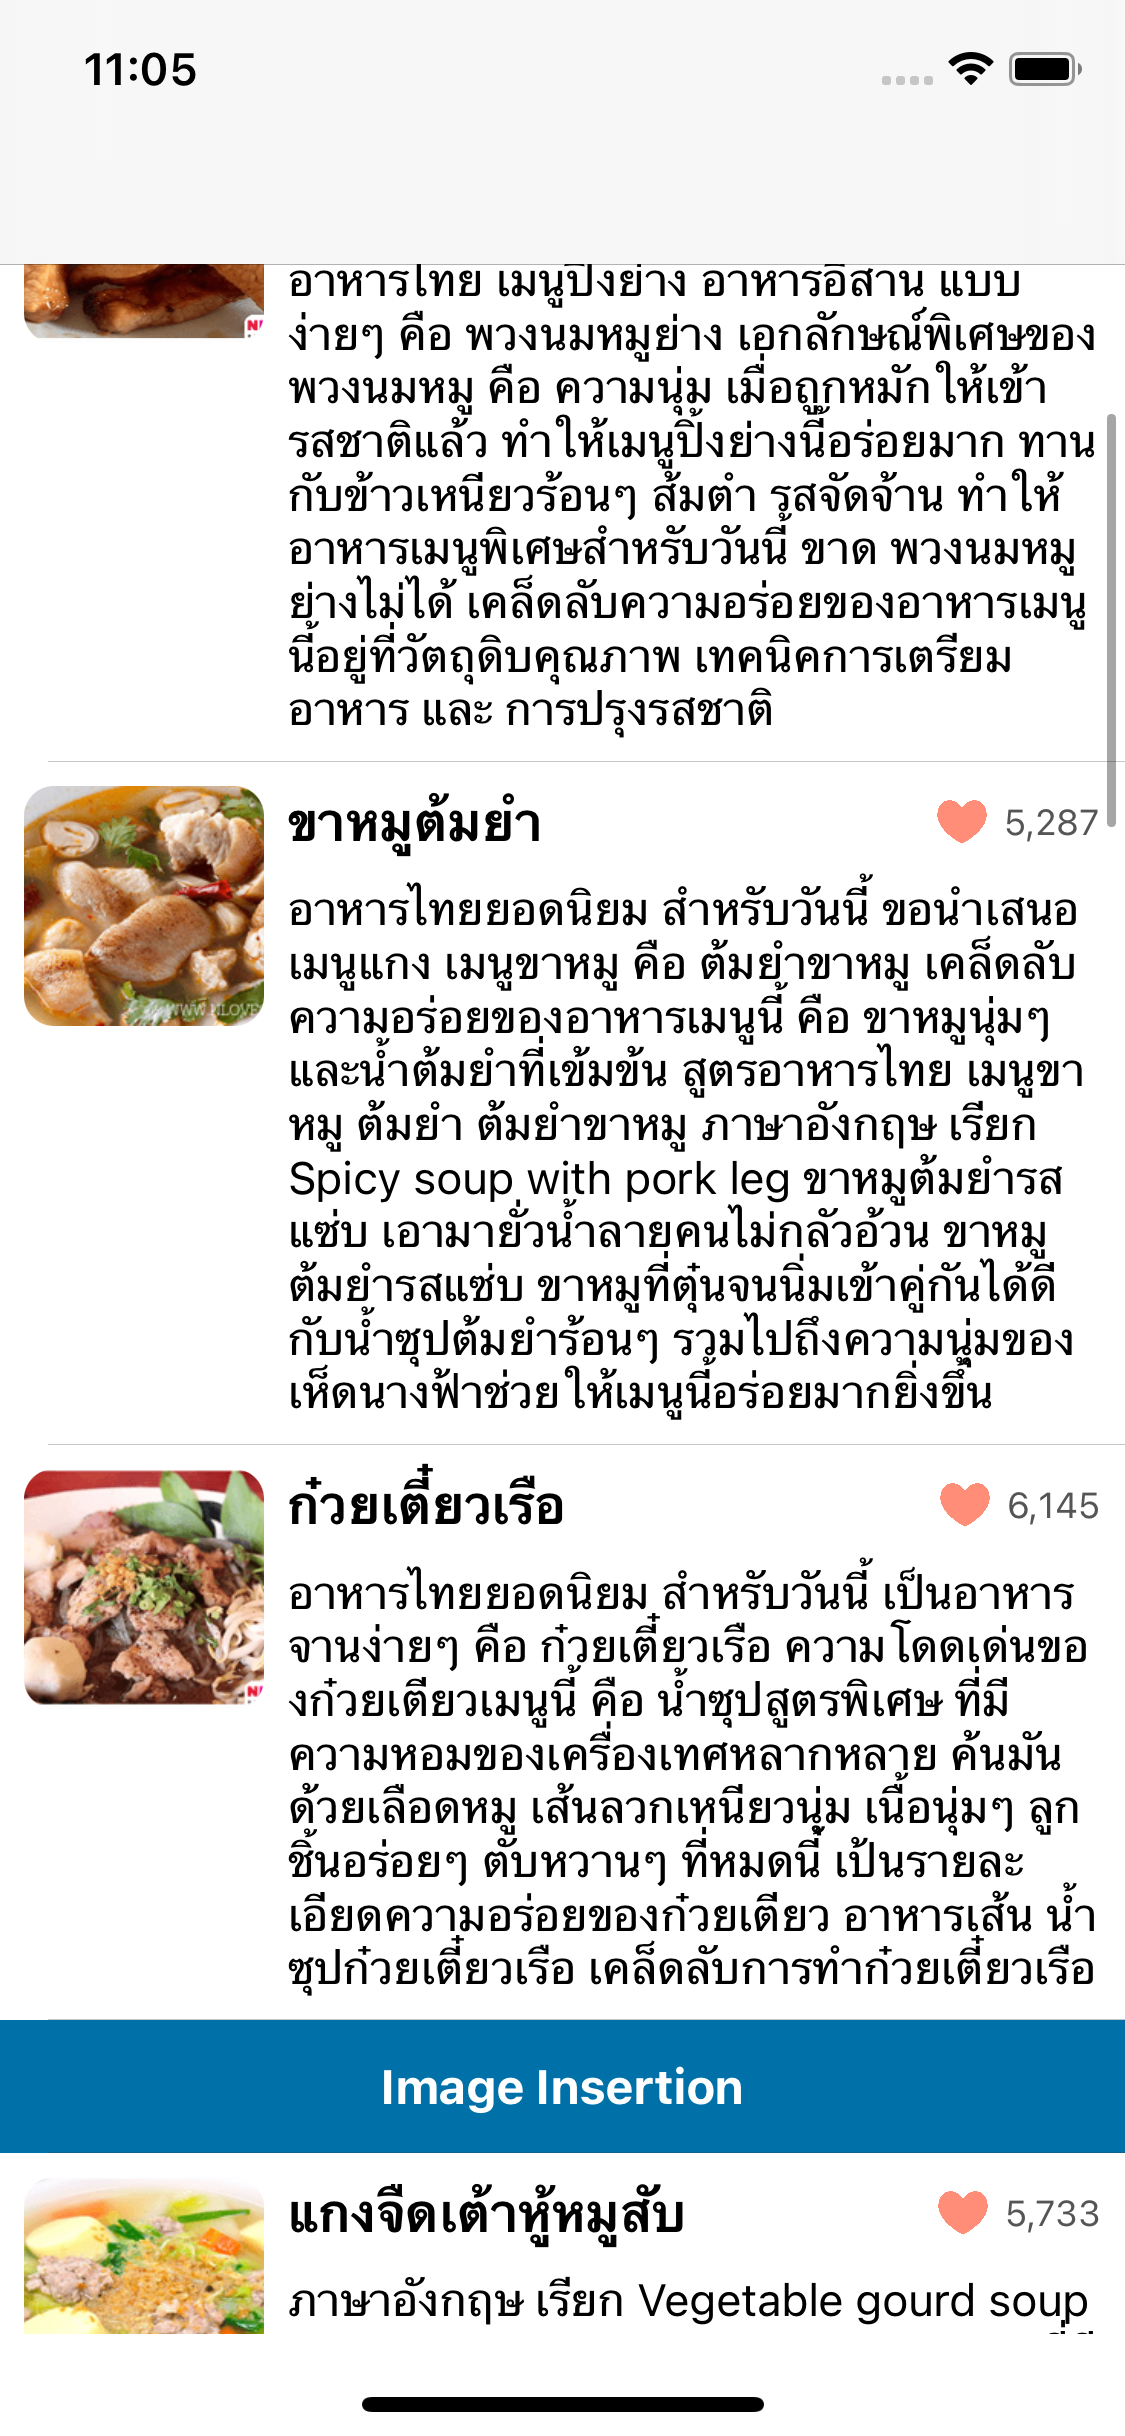 11:05
อาหารไทย เมนูปิ้งย่าง อาหารอีสาน แบบ
ง่ายๆ คือ พวงนมหมูย่าง เอกลักษณ์พิเศษของ
พวงนมหมู คือ ความนุ่ม เมื่อถูกหมักให้เข้า
รสชาติแล้ว ทำให้เมนูปิ้งย่างนี้อร่อยมาก ทาน
กับข้าวเหนียวร้อนๆ ส้มตำ รสจัดจ้าน ทำให้
อาหารเมนูพิเศษสำหรับวันนี้ ขาด พวงนมหมู
ย่างไม่ได้ เคล็ดลับความอร่อยของอาหารเมนู
นี้อยู่ที่วัตถุดิบคุณภาพ เทคนิคการเตรียม
อาหาร และ การปรุงรสชาติ
ขาหมูต้มยำ
5,287
อาหารไทยยอดนิยม สำหรับวันนี้ ขอนำเสนอ
เมนูแกง เมนูขาหมู คือ ต้มยำขาหมู เคล็ดลับ
ความอร่อยของอาหารเมนูนี้ คือ ขาหมูนุ่มๆ
และน้ำต้มยำที่เข้มข้น สูตรอาหารไทย เมนูขา
หมู ต้มยำ ต้มยำขาหมู ภาษาอังกฤษ เรียก
Spicy soup with pork leg ขาหมูต้มยำรส
แซ่บ เอามายั่วน้ำลายคนไม่กลัวอ้วน ขาหมู
ต้มยำรสแซ่บ ขาหมูที่ตุ๋นจนนิ่มเข้าคู่กันได้ดี
กับน้ำซุปต้มยำร้อนๆ รวมไปถึงความนุ่มของ
เห็ดนางฟ้าช่วยให้เมนูนี้อร่อยมากยิ่งขึ้น
WWW NLOVE
ก๋วยเตี๋ยวเรือ
6,145
อาหารไทยยอดนิยม สำหรับวันนี้ เป็นอาหาร
จานง่ายๆ คือ ก๋วยเตี๋ยวเรือ ความโดดเด่นขอ
งก๋วยเตียวเมนูนี้ คือ น้ำซุปสูตรพิเศษ ที่มี
ความหอมของเครื่องเทศหลากหลาย ค้นมัน
ด้วยเลือดหมู เส้นลวกเหนียวนุ่ม เนื้อนุ่มๆ ลูก
ชิ้นอร่อยๆ ตับหวานๆ ที่หมดนี้ เป้นรายละ
เอียดความอร่อยของก๋วยเตียว อาหารเส้น น้ำ
ซุปก๋วยเตี๋ยวเรือ เคล็ดลับการทำก๋วยเตี๋ยวเรือ
Image Insertion
แกงจืดเต้าหู้หมูสับ
5,733
ภาษาอังกฤษ เรียก Vegetable gourd soup